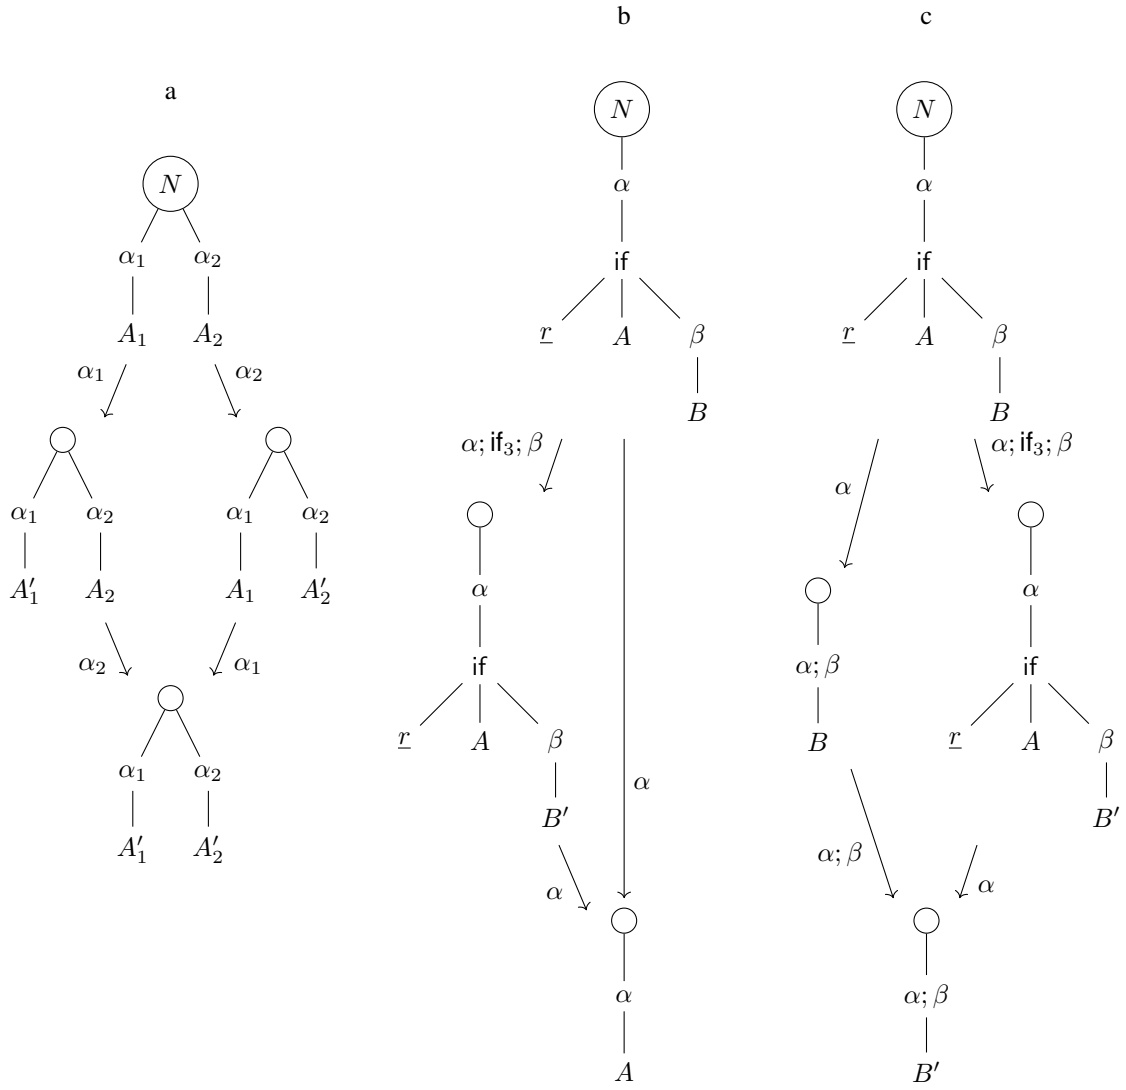 b c
a
N N
N
α α
α₁ α₂
if if
A₁ A₂
r A β r A β
α₁ α₂
B B
α; if₃; β α; if₃; β
α
α₁ α₂ α₁ α₂
A′₁ A₂ A₁ A′₂
α α
α₂ α₁
if α; β if
r A β B r A β
α₁ α₂
α
B′ B′
A′₁ A′₂
α; β
α α
α α; β
A B′